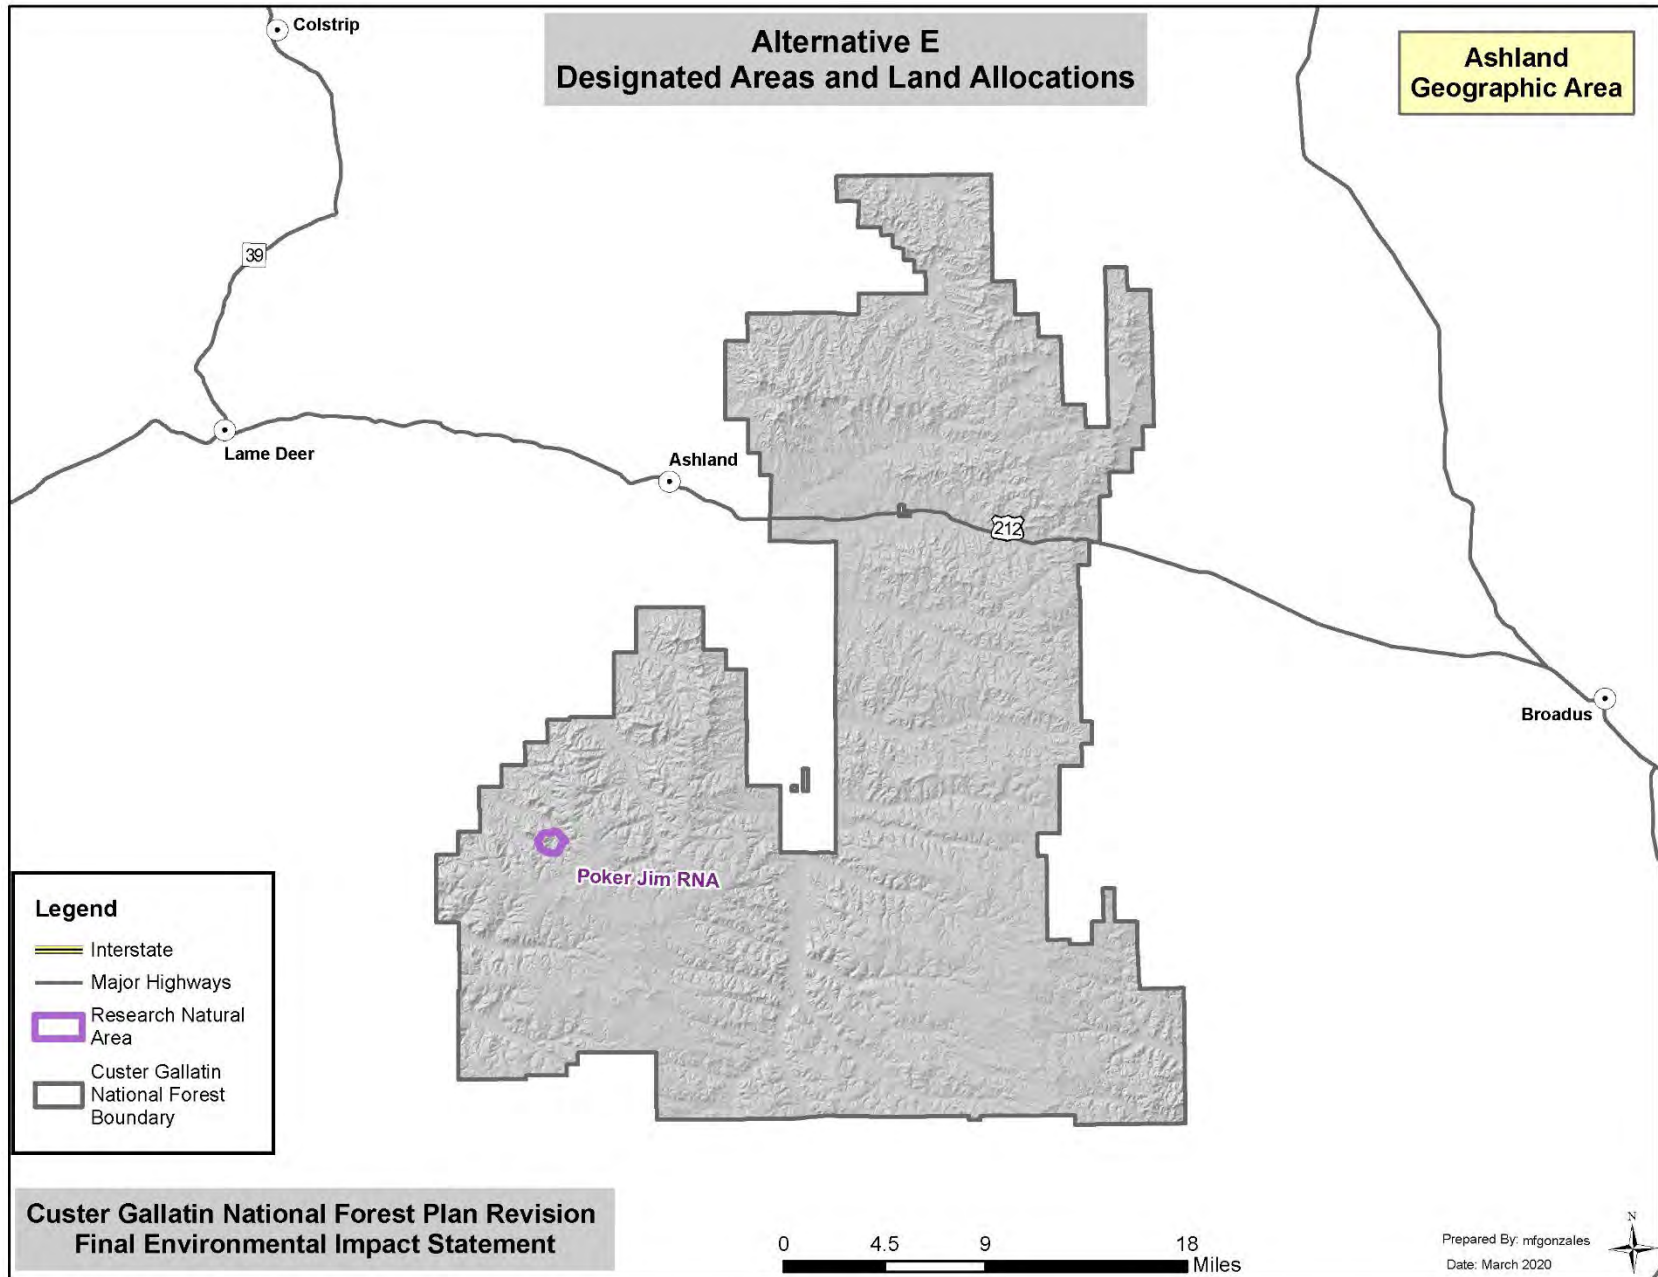 Colstrip
Alternative E
Designated Areas and Land Allocations
Ashland
Geographic Area
39
Lame Deer
Ashland
212
Broadus
Poker Jim RNA
Legend
Interstate
Major Highways
Research Natural
Area
Custer Gallatin
National Forest
Boundary
Custer Gallatin National Forest Plan Revision
Final Environmental Impact Statement
0 4.5 9 18
Miles
N
Prepared By: mfgonzales
Date: March 2020